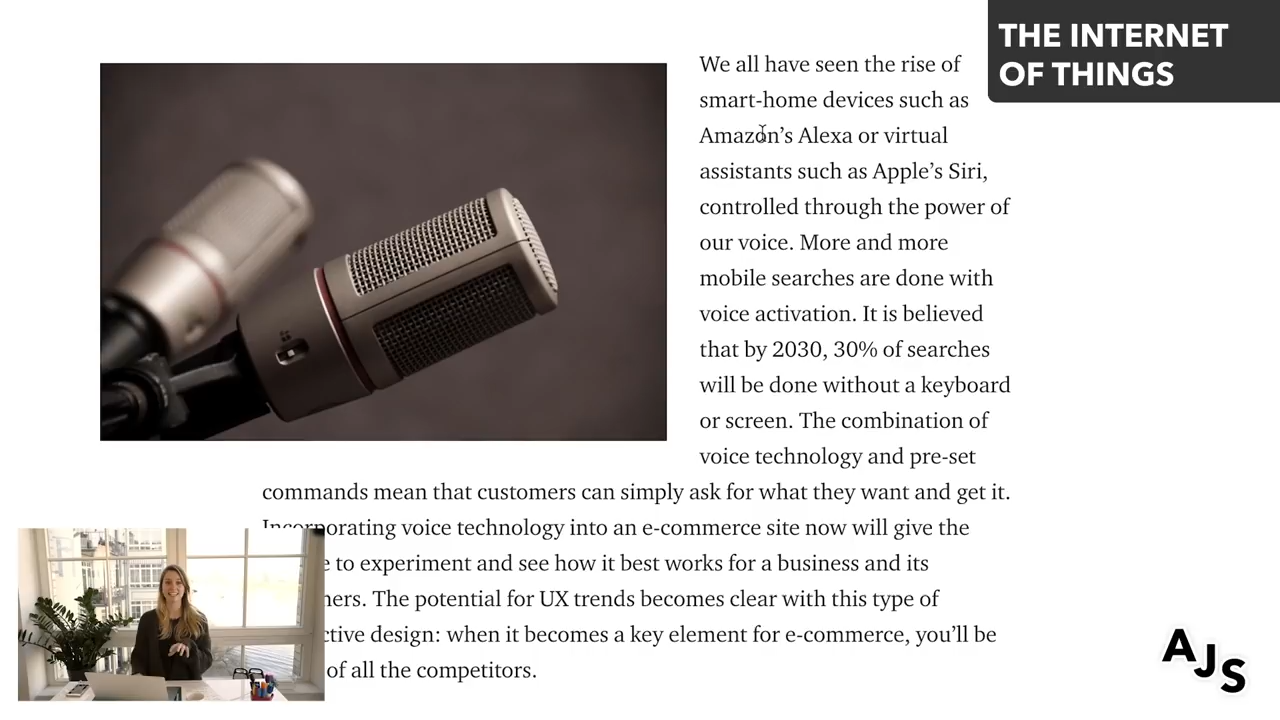 THE INTERNET
OF THINGS
We all have seen the rise of
smart-home devices such as
Amazon’s Alexa or virtual
assistants such as Apple’s Siri,
controlled through the power of
our voice. More and more
mobile searches are done with
voice activation. It is believed
that by 2030, 30% of searches
will be done without a keyboard
or screen. The combination of
voice technology and pre-set
commands mean that customers can simply ask for what they want and get it.
Incorporating voice technology into an e-commerce site now will give the
to experiment and see how it best works for a business and its
The potential for UX trends becomes clear with this type of
design: when it becomes a key element for e-commerce, you’ll be
of all the competitors.
AJS